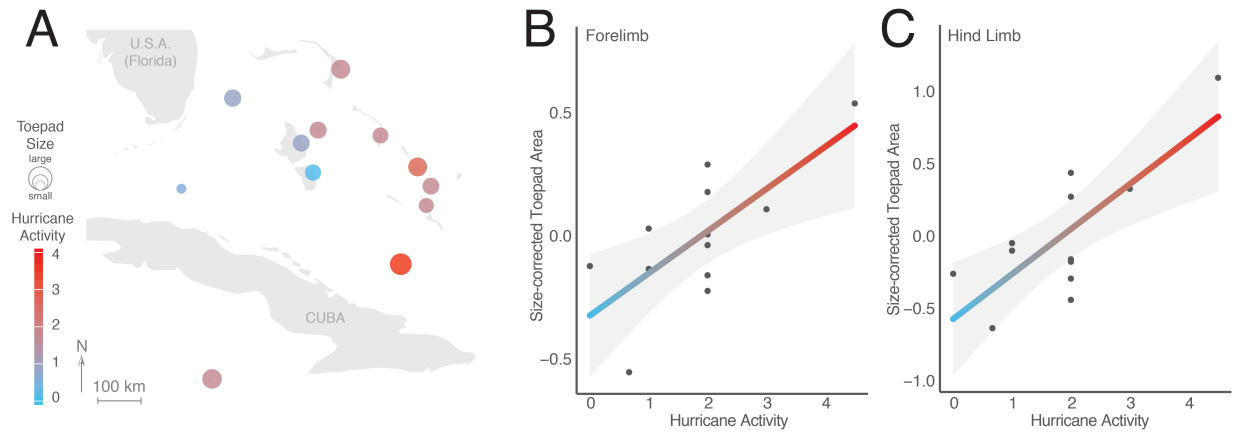 A
U.S.A.
(Florida)
Toepad
Size
large
small
Hurricane
Activity
4
3
2
1
0
N
100 km
CUBA
B
Forelimb
Size-corrected Toepad Area
0.5
0.0
−0.5
0
1
2
3
4
Hurricane Activity
C
Hind Limb
Size-corrected Toepad Area
1.0
0.5
0.0
−0.5
−1.0
0
1
2
3
4
Hurricane Activity